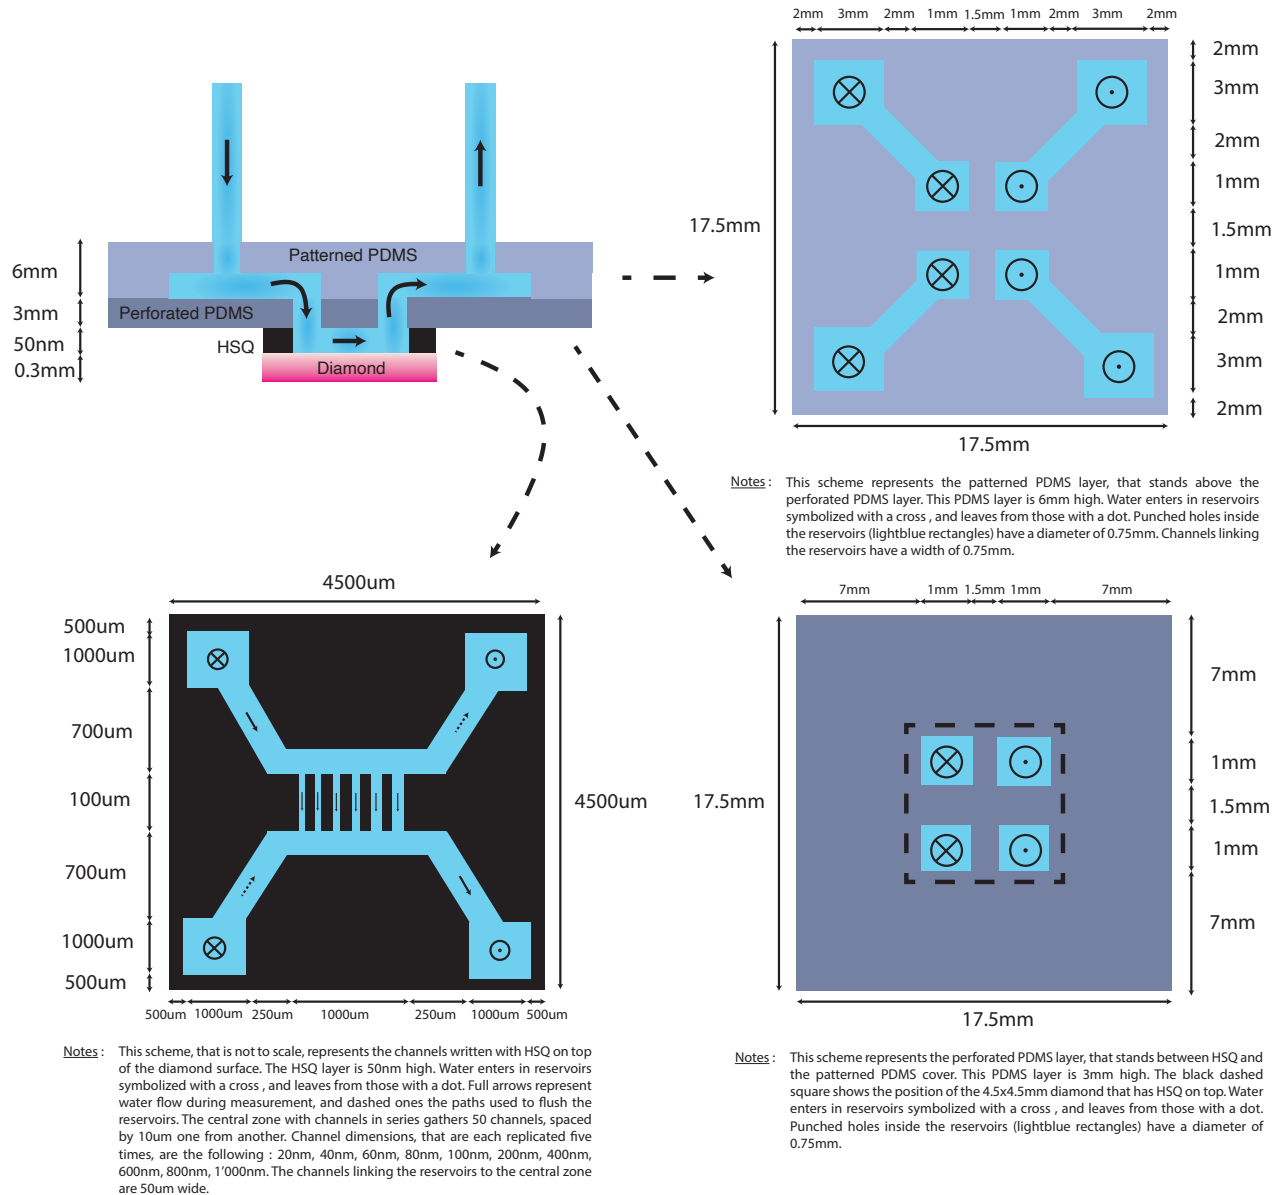 Patterned PDMS
6mm
3mm
Perforated PDMS
50nm
HSQ
0.3mm
Diamond
2mm 3mm 2mm 1mm 1.5mm 1mm 2mm 3mm 2mm
2mm
3mm
2mm
1mm
17.5mm
1.5mm
1mm
2mm
3mm
2mm
17.5mm
Notes : This scheme represents the patterned PDMS layer, that stands above the
perforated PDMS layer. This PDMS layer is 6mm high. Water enters in reservoirs
symbolized with a cross , and leaves from those with a dot. Punched holes inside
the reservoirs (lightblue rectangles) have a diameter of 0.75mm. Channels linking
the reservoirs have a width of 0.75mm.
4500um
500um
1000um
700um
100um
4500um
700um
1000um
500um
500um 1000um 250um 1000um 250um 1000um 500um
Notes : This scheme, that is not to scale, represents the channels written with HSQ on top
of the diamond surface. The HSQ layer is 50nm high. Water enters in reservoirs
symbolized with a cross , and leaves from those with a dot. Full arrows represent
water flow during measurement, and dashed ones the paths used to flush the
reservoirs. The central zone with channels in series gathers 50 channels, spaced
by 10um one from another. Channel dimensions, that are each replicated five
times, are the following : 20nm, 40nm, 60nm, 80nm, 100nm, 200nm, 400nm,
600nm, 800nm, 1'000nm. The channels linking the reservoirs to the central zone
are 50um wide.
7mm 1mm 1.5mm 1mm 7mm
7mm
1mm
17.5mm
1.5mm
1mm
7mm
17.5mm
Notes : This scheme represents the perforated PDMS layer, that stands between HSQ and
the patterned PDMS cover. This PDMS layer is 3mm high. The black dashed
square shows the position of the 4.5x4.5mm diamond that has HSQ on top. Water
enters in reservoirs symbolized with a cross , and leaves from those with a dot.
Punched holes inside the reservoirs (lightblue rectangles) have a diameter of
0.75mm.